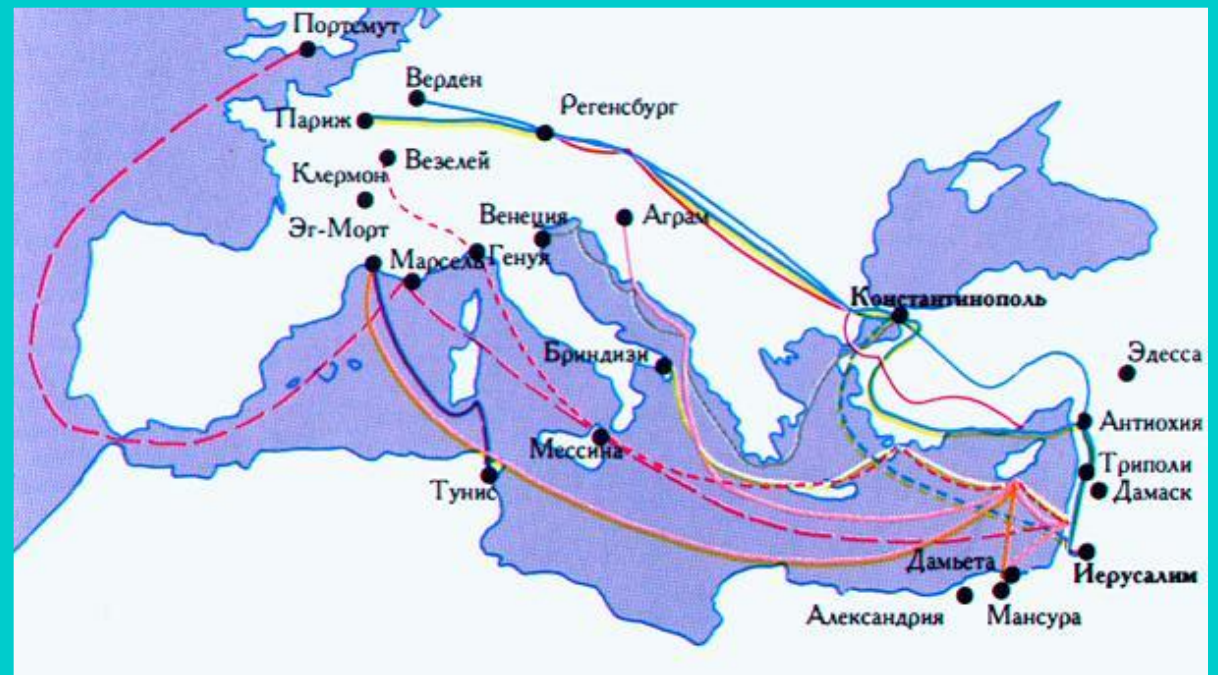 Портемут
Верден
Регенсбург
Париж
Везелей
Клермон
Эг-Морт
Венеция
Аграм
Марсель
Генуя
Константинополь
Бриндизи
Эдесса
Антиохия
Мессина
Триполи
Тунис
Дамаск
Дамьета
Иерусалим
Александрия
Мансура